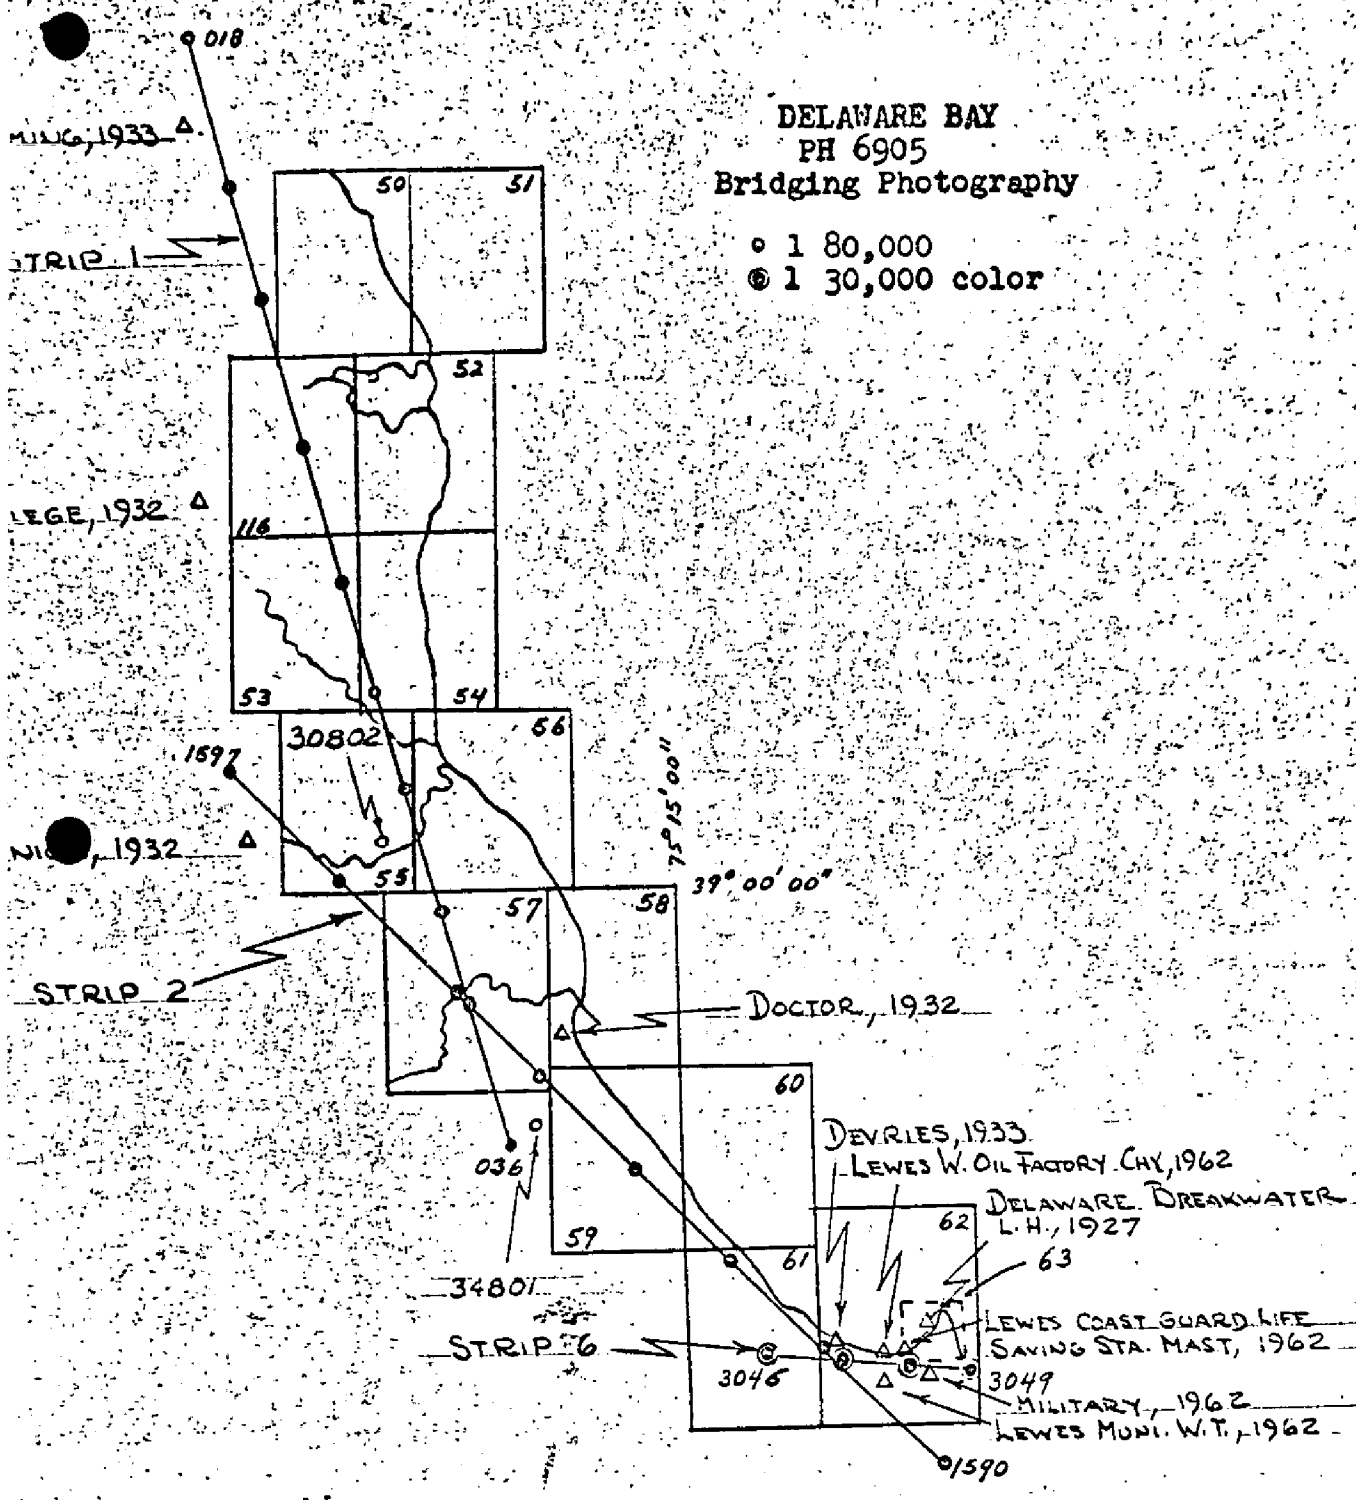 018
DELAWARE BAY
PH 6905
Bridging Photography
1 80,000
1 30,000 color
MING, 1933
50
51
STRIP 1
52
LEGE, 1932
116
53
54
56
30802
1597
75° 15' 00"
1932
55
39° 00' 00"
57
58
STRIP 2
DOCTOR, 1932
60
DEVRIES, 1933
LEWES W. OIL FACTORY CHY, 1962
036
DELAWARE BREAKWATER
L.H., 1927
62
59
61
63
34801
LEWES COAST GUARD LIFE
SAVING STA. MAST, 1962
STRIP 6
3046
3049
MILITARY, 1962
LEWES MUNI. W.T., 1962
1590